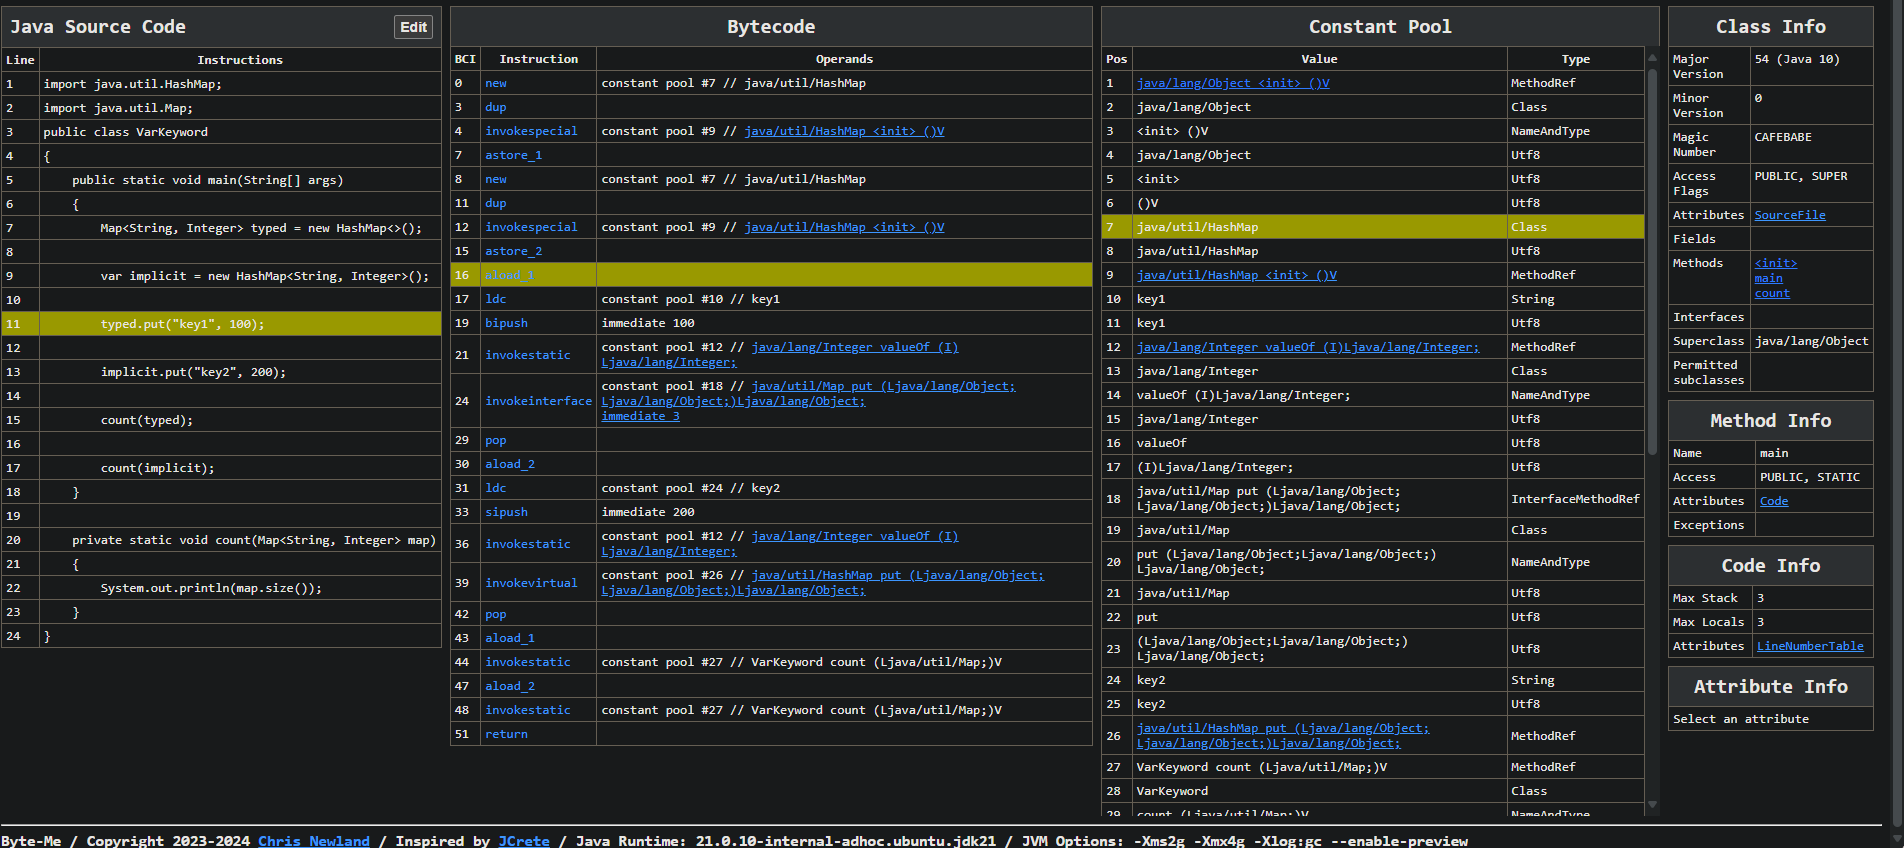 Java Source Code
Edit
Line Instructions
1 import java.util.HashMap;
2 import java.util.Map;
3 public class VarKeyword
4 {
5 public static void main(String[] args)
6 {
7 Map<String, Integer> typed = new HashMap<>();
8
9 var implicit = new HashMap<String, Integer>();
10
11 typed.put("key1", 100);
12
13 implicit.put("key2", 200);
14
15 count(typed);
16
17 count(implicit);
18 }
19
20 private static void count(Map<String, Integer> map)
21 {
22 System.out.println(map.size());
23 }
24 }
Bytecode
BCI Instruction Operands
0 new constant pool #7 // java/util/HashMap
3 dup
4 invokespecial constant pool #9 // java/util/HashMap <init> ()V
7 astore_1
8 new constant pool #7 // java/util/HashMap
11 dup
12 invokespecial constant pool #9 // java/util/HashMap <init> ()V
15 astore_2
16 aload_1
17 ldc constant pool #10 // key1
19 bipush immediate 100
21 invokestatic constant pool #12 // java/lang/Integer valueOf (I)
Ljava/lang/Integer;
24 invokeinterface constant pool #18 // java/util/Map put (Ljava/lang/Object;
Ljava/lang/Object;)Ljava/lang/Object;
immediate 3
29 pop
30 aload_2
31 ldc constant pool #24 // key2
33 sipush immediate 200
36 invokestatic constant pool #12 // java/lang/Integer valueOf (I)
Ljava/lang/Integer;
39 invokevirtual constant pool #26 // java/util/HashMap put (Ljava/lang/Object;
Ljava/lang/Object;)Ljava/lang/Object;
42 pop
43 aload_1
44 invokestatic constant pool #27 // VarKeyword count (Ljava/util/Map;)V
47 aload_2
48 invokestatic constant pool #27 // VarKeyword count (Ljava/util/Map;)V
51 return
Constant Pool
Pos Value Type
1 java/lang/Object <init> ()V MethodRef
2 java/lang/Object Class
3 <init> ()V NameAndType
4 java/lang/Object Utf8
5 <init> Utf8
6 ()V Utf8
7 java/util/HashMap Class
8 java/util/HashMap Utf8
9 java/util/HashMap <init> ()V MethodRef
10 key1 String
11 key1 Utf8
12 java/lang/Integer valueOf (I)Ljava/lang/Integer; MethodRef
13 java/lang/Integer Class
14 valueOf (I)Ljava/lang/Integer; NameAndType
15 java/lang/Integer Utf8
16 valueOf Utf8
17 (I)Ljava/lang/Integer; Utf8
18 java/util/Map put (Ljava/lang/Object;
Ljava/lang/Object;)Ljava/lang/Object; InterfaceMethodRef
19 java/util/Map Class
20 put (Ljava/lang/Object;Ljava/lang/Object;)
Ljava/lang/Object; NameAndType
21 java/util/Map Utf8
22 put Utf8
23 (Ljava/lang/Object;Ljava/lang/Object;)
Ljava/lang/Object; Utf8
24 key2 String
25 key2 Utf8
26 java/util/HashMap put (Ljava/lang/Object;
Ljava/lang/Object;)Ljava/lang/Object; MethodRef
27 VarKeyword count (Ljava/util/Map;)V MethodRef
28 VarKeyword Class
29 count (Ljava/util/Map;)V NameAndType
Class Info
Major
Version 54 (Java 10)
Minor
Version 0
Magic
Number CAFEBABE
Access
Flags PUBLIC, SUPER
Attributes SourceFile
Fields
Methods <init>
main
count
Interfaces
Superclass java/lang/Object
Permitted
subclasses
Method Info
Name main
Access PUBLIC, STATIC
Attributes Code
Exceptions
Code Info
Max Stack 3
Max Locals 3
Attributes LineNumberTable
Attribute Info
Select an attribute
Byte-Me / Copyright 2023-2024 Chris Newland / Inspired by JCrete / Java Runtime: 21.0.10-internal-adhoc.ubuntu.jdk21 / JVM Options: -Xms2g -Xmx4g -Xlog:gc --enable-preview